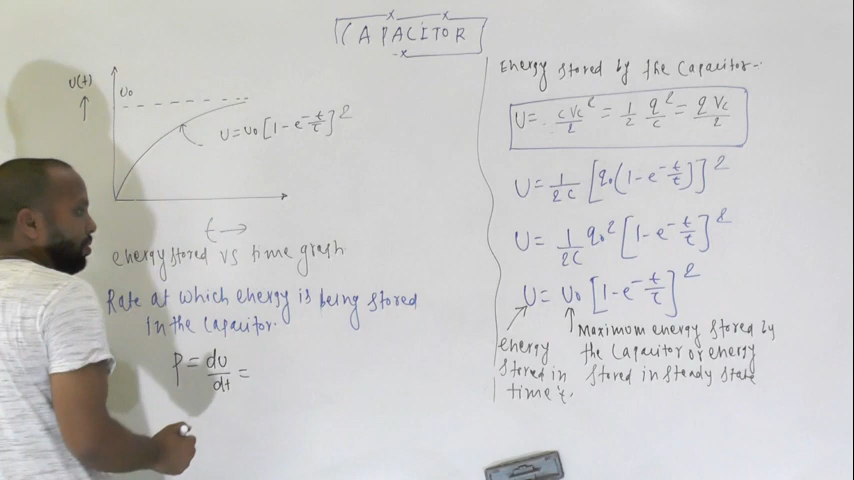 CAPACITOR
U(t)
U₀
U=U₀[1-e^-t/τ]²
t→
energy stored VS time graph
Rate at which energy is being stored
in the capacitor.
P = dU/dt =
Energy stored by the Capacitor-
U = CVc²/2 = 1/2 q²/c = qVc/2
U = 1/2C [q₀(1-e^-t/τ)]²
U = 1/2C q₀² [1-e^-t/τ]²
U = U₀ [1-e^-t/τ]²
energy
stored in
time t.
Maximum energy stored by
the capacitor or energy
stored in steady state